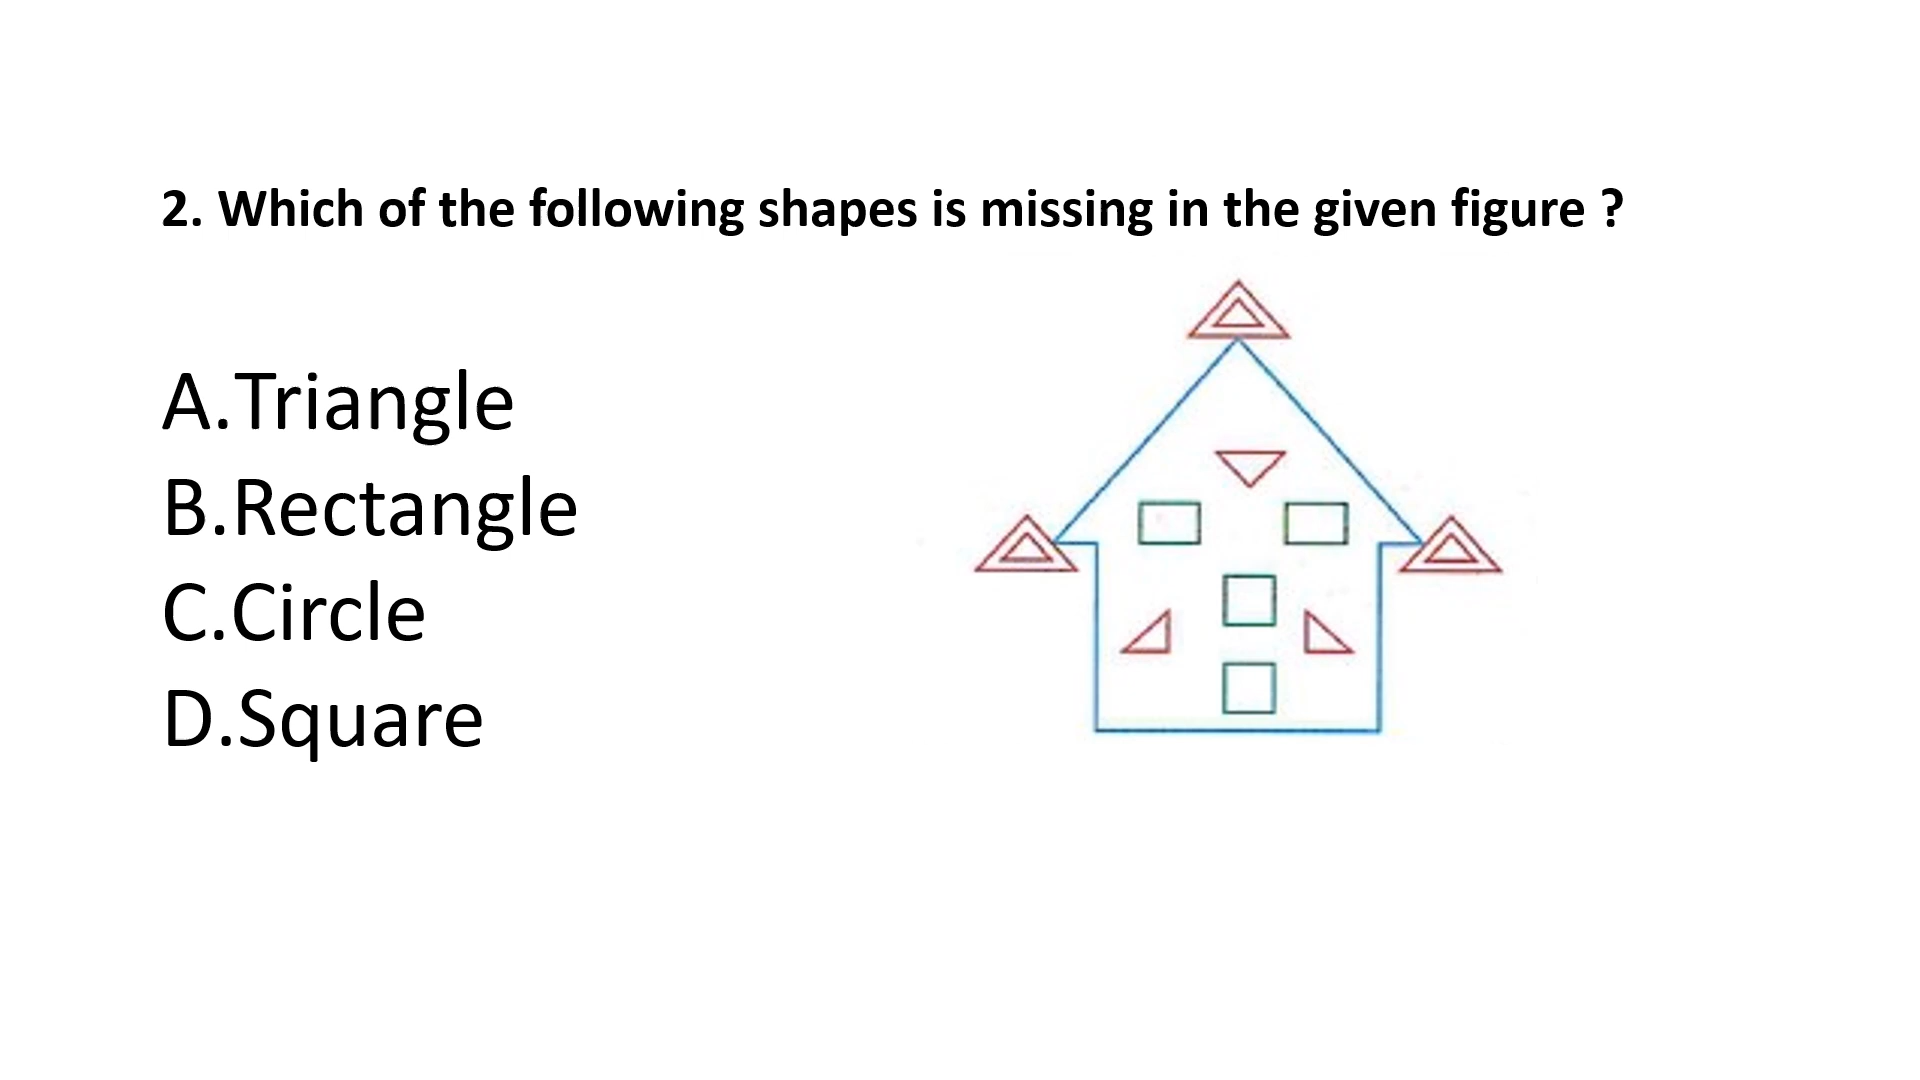 2. Which of the following shapes is missing in the given figure ?
A.Triangle
B.Rectangle
C.Circle
D.Square